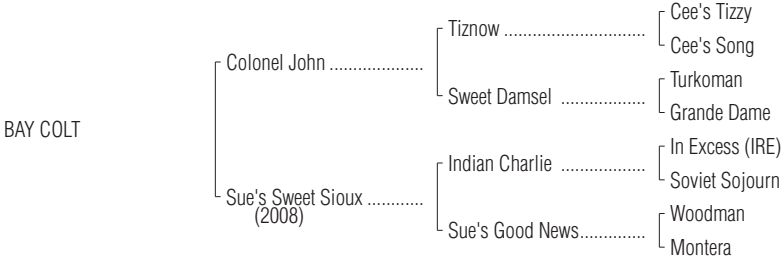 Cee's Tizzy
Tiznow ..............................
Cee's Song
Colonel John ....................
Turkoman
Sweet Damsel ..................
Grande Dame
BAY COLT
In Excess (IRE)
Indian Charlie ..................
Soviet Sojourn
Sue's Sweet Sioux ............
(2008)
Woodman
Sue's Good News..............
Montera